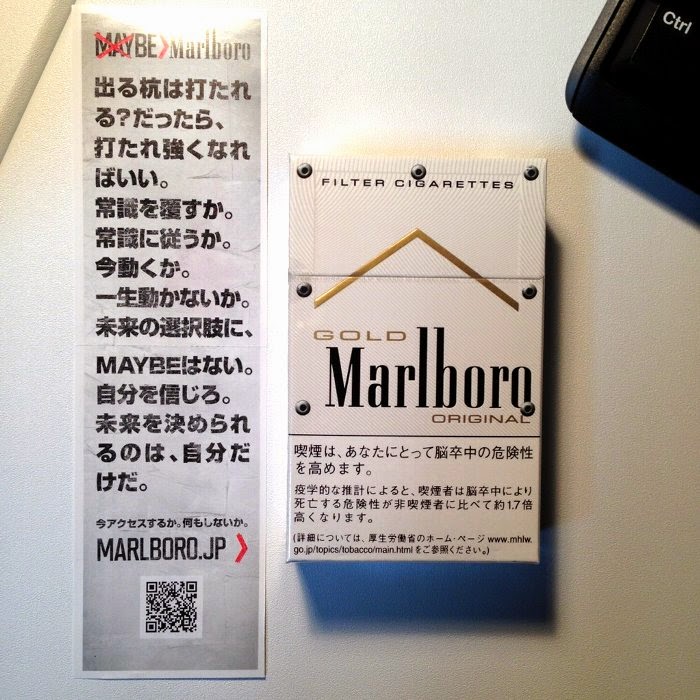 MAYBE>Marlboro
出る杭は打たれ
る?だったら、
打たれ強くなれ
ばいい。
常識を覆すか。
常識に従うか。
今動くか。
一生動かないか。
未来の選択肢に、
MAYBEはない。
自分を信じろ。
未来を決められ
るのは、自分だ
けだ。
今アクセスするか。何もしないか。
MARLBORO.JP >
FILTER CIGARETTES
GOLD
Marlboro
ORIGINAL
喫煙は、あなたにとって脳卒中の危険性
を高めます。
疫学的な推計によると、喫煙者は脳卒中により
死亡する危険性が非喫煙者に比べて約1.7倍
高くなります。
(詳細については、厚生労働省のホーム・ページ www.mhlw.
go.jp/topics/tobacco/main.html をご参照ください。)
Ctrl